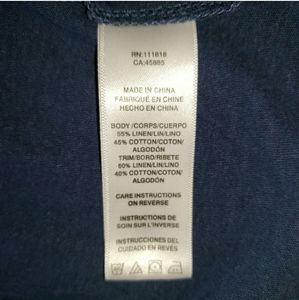 RN:111818
CA:45885
MADE IN CHINA
FABRIQUÉ EN CHINE
HECHO EN CHINA
BODY/CORPS/CUERPO
55% LINEN/LIN/LINO
45% COTTON/COTON/
ALGODÓN
TRIM/BORD/RIBETE
60% LINEN/LIN/LINO
40% COTTON/COTON/
ALGODÓN
CARE INSTRUCTIONS
ON REVERSE
INSTRUCTIONS DE
SOIN SUR L'INVERSE
INSTRUCCIONES DEL
CUIDADO EN REVÉS